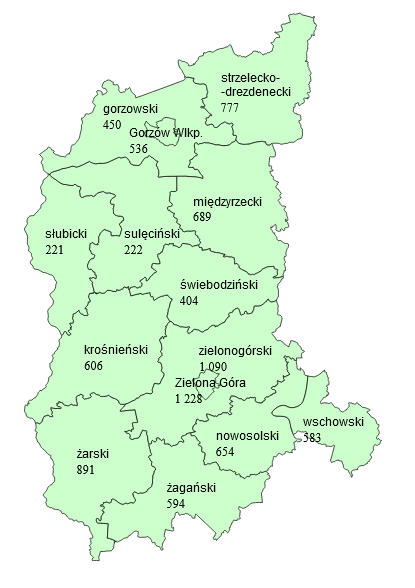 strzelecko-
-drezdenecki
777
gorzowski
450
Gorzów Wlkp.
536
międzyrzecki
689
słubicki
221
sulęciński
222
świebodziński
404
krośnieński
606
zielonogórski
1 090
Zielona Góra
1 228
wschowski
583
nowosolski
654
żarski
891
żagański
594